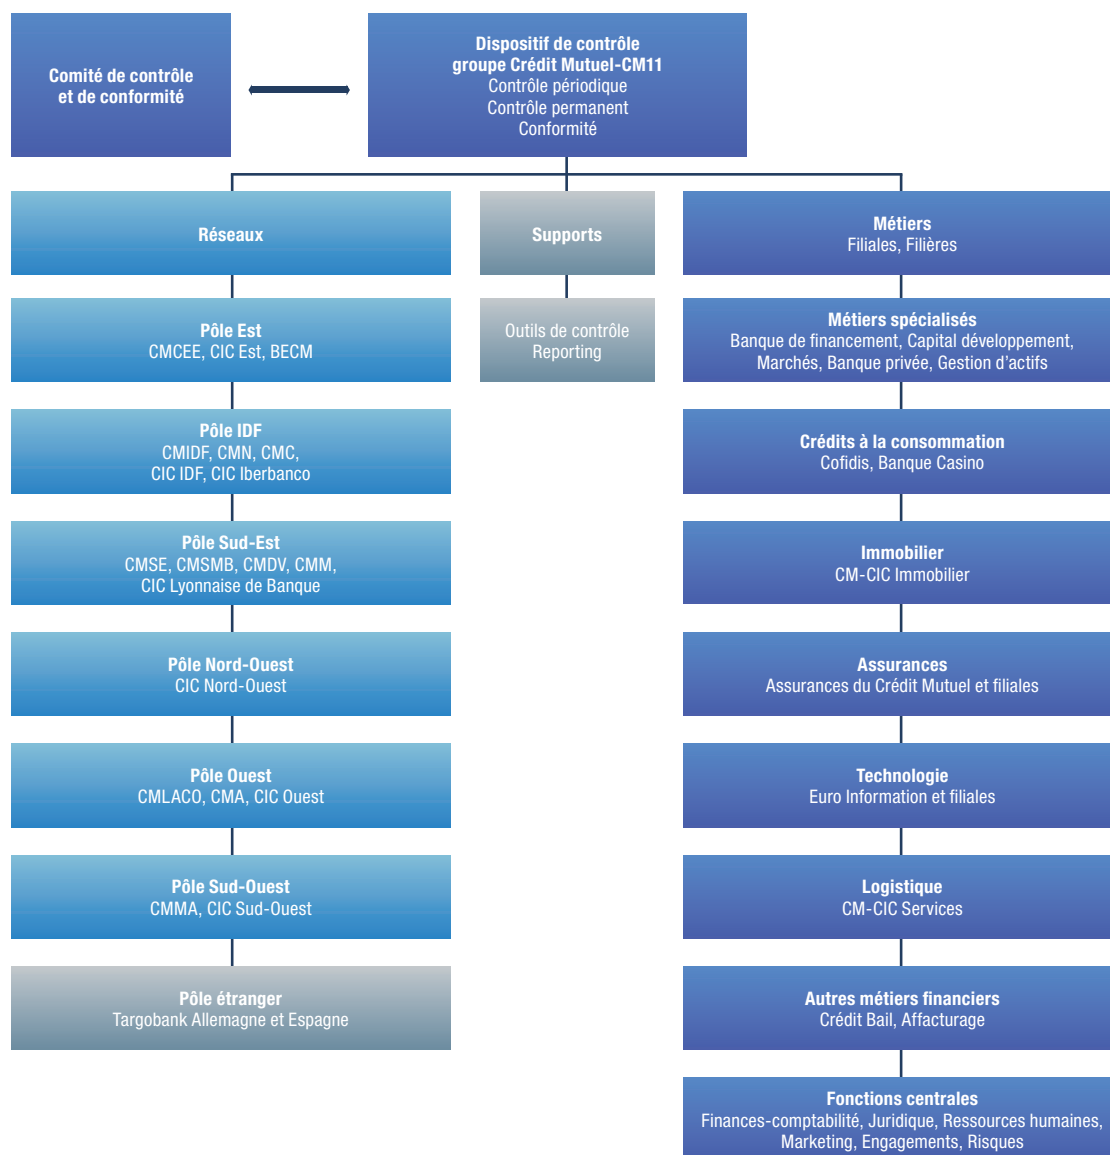 Comité de contrôle
et de conformité
Dispositif de contrôle
groupe Crédit Mutuel-CM11
Contrôle périodique
Contrôle permanent
Conformité
Réseaux
Pôle Est
CMCEE, CIC Est, BECM
Pôle IDF
CMIDF, CMN, CMC,
CIC IDF, CIC Iberbanco
Pôle Sud-Est
CMSE, CMSMB, CMDV, CMM,
CIC Lyonnaise de Banque
Pôle Nord-Ouest
CIC Nord-Ouest
Pôle Ouest
CMLACO, CMA, CIC Ouest
Pôle Sud-Ouest
CMMA, CIC Sud-Ouest
Pôle étranger
Targobank Allemagne et Espagne
Supports
Outils de contrôle
Reporting
Métiers
Filiales, Filières
Métiers spécialisés
Banque de financement, Capital développement,
Marchés, Banque privée, Gestion d'actifs
Crédits à la consommation
Cofidis, Banque Casino
Immobilier
CM-CIC Immobilier
Assurances
Assurances du Crédit Mutuel et filiales
Technologie
Euro Information et filiales
Logistique
CM-CIC Services
Autres métiers financiers
Crédit Bail, Affacturage
Fonctions centrales
Finances-comptabilité, Juridique, Ressources humaines,
Marketing, Engagements, Risques